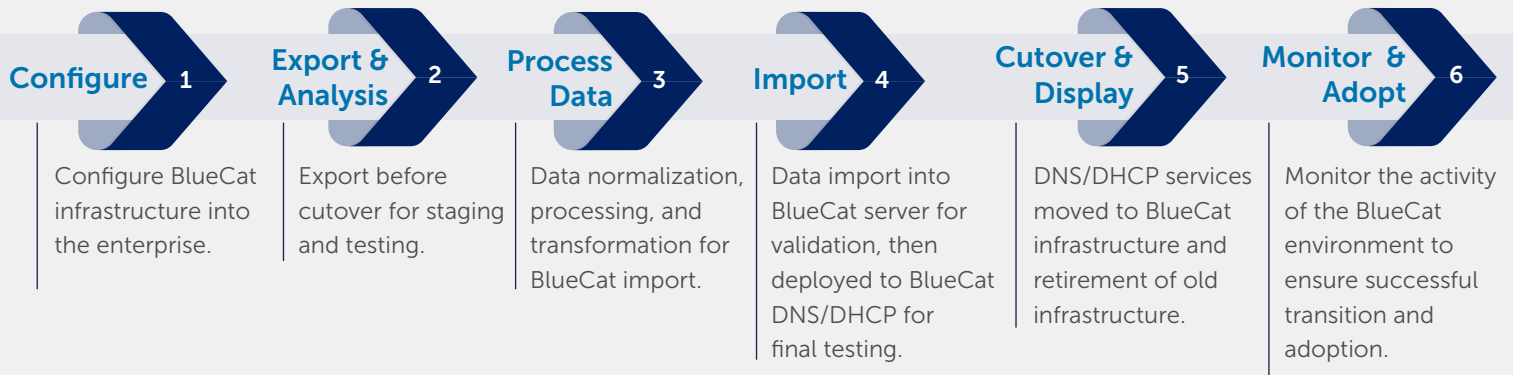 Configure
1
Configure BlueCat
infrastructure into
the enterprise.
Export &
Analysis
2
Export before
cutover for staging
and testing.
Process
Data
3
Data normalization,
processing, and
transformation for
BlueCat import.
Import
4
Data import into
BlueCat server for
validation, then
deployed to BlueCat
DNS/DHCP for
final testing.
Cutover &
Display
5
DNS/DHCP services
moved to BlueCat
infrastructure and
retirement of old
infrastructure.
Monitor &
Adopt
6
Monitor the activity
of the BlueCat
environment to
ensure successful
transition and
adoption.